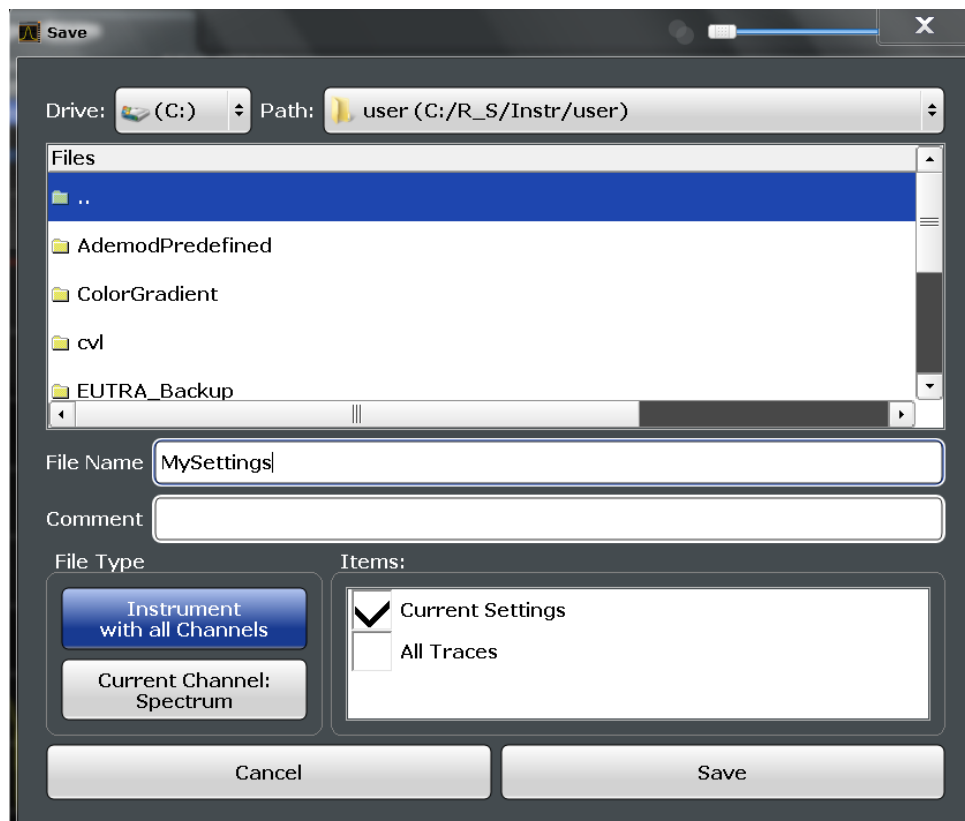 Save
X
Drive: (C:) Path: user (C:/R_S/Instr/user)
Files
..
AdemodPredefined
ColorGradient
cvl
EUTRA_Backup
File Name MySettings
Comment
File Type Items:
Instrument
with all Channels
Current Settings
All Traces
Current Channel:
Spectrum
Cancel Save